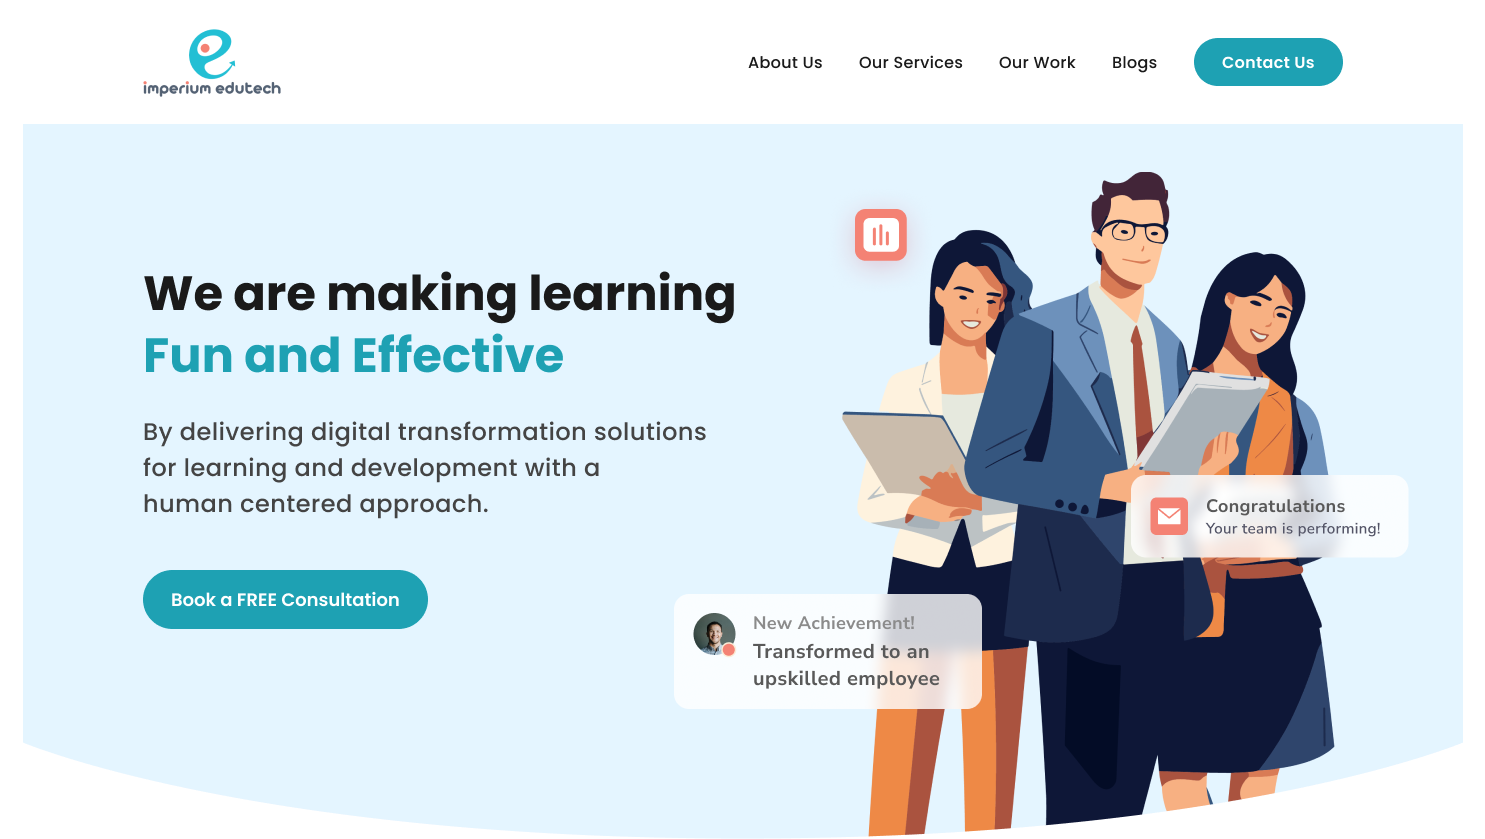 imperium edutech
About Us
Our Services
Our Work
Blogs
Contact Us
We are making learning
Fun and Effective
By delivering digital transformation solutions
for learning and development with a
human centered approach.
Book a FREE Consultation
Congratulations
Your team is performing!
New Achievement!
Transformed to an
upskilled employee